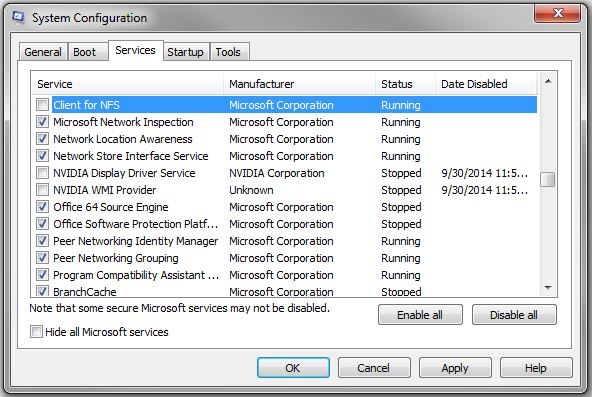 System Configuration
General Boot Services Startup Tools
Service Manufacturer Status Date Disabled
Client for NFS Microsoft Corporation Running
Microsoft Network Inspection Microsoft Corporation Running
Network Location Awareness Microsoft Corporation Running
Network Store Interface Service Microsoft Corporation Running
NVIDIA Display Driver Service NVIDIA Corporation Stopped 9/30/2014 11:5...
NVIDIA WMI Provider Unknown Stopped 9/30/2014 11:5...
Office 64 Source Engine Microsoft Corporation Stopped
Office Software Protection Platf... Microsoft Corporation Stopped
Peer Networking Identity Manager Microsoft Corporation Running
Peer Networking Grouping Microsoft Corporation Running
Program Compatibility Assistant ... Microsoft Corporation Running
BranchCache Microsoft Corporation Stopped
Note that some secure Microsoft services may not be disabled.
Enable all Disable all
Hide all Microsoft services
OK Cancel Apply Help